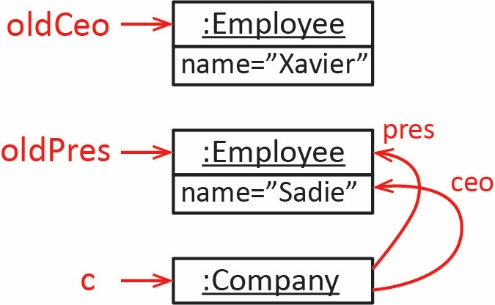 oldCeo
:Employee
name=”Xavier”
oldPres
:Employee
pres
name=”Sadie”
ceo
c
:Company